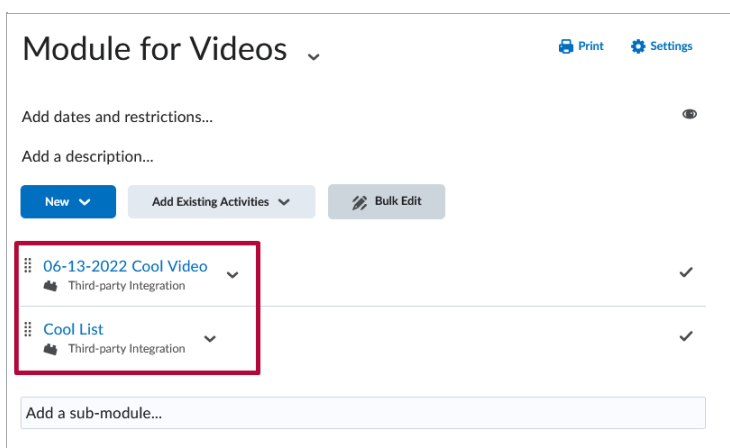 Module for Videos
Print
Settings
Add dates and restrictions...
Add a description...
New
Add Existing Activities
Bulk Edit
06-13-2022 Cool Video
Third-party Integration
Cool List
Third-party Integration
Add a sub-module...